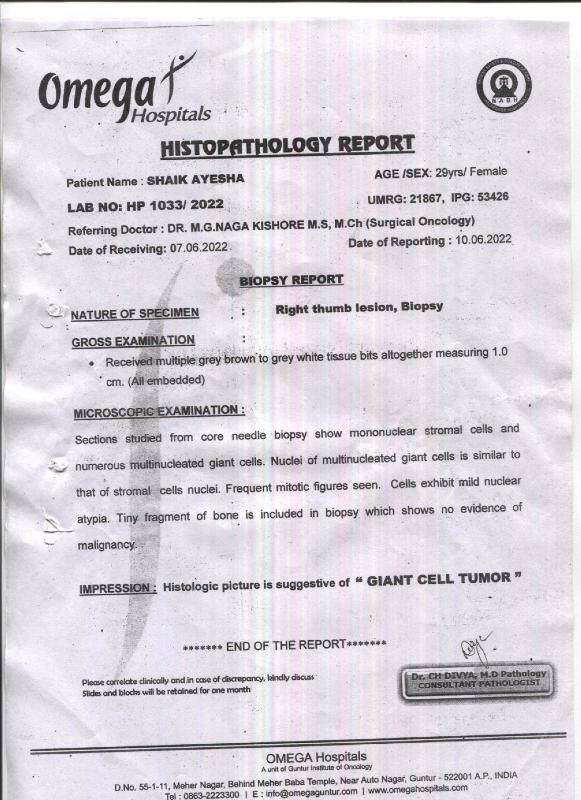 Omega
Hospitals
NABH
HISTOPATHOLOGY REPORT
Patient Name : SHAIK AYESHA
AGE /SEX: 29yrs/ Female
LAB NO: HP 1033/ 2022
UMRG: 21867, IPG: 53426
Referring Doctor : DR. M.G.NAGA KISHORE M.S, M.Ch (Surgical Oncology)
Date of Receiving: 07.06.2022
Date of Reporting : 10.06.2022
BIOPSY REPORT
NATURE OF SPECIMEN : Right thumb lesion, Biopsy
GROSS EXAMINATION :
• Received multiple grey brown to grey white tissue bits altogether measuring 1.0
cm. (All embedded)
MICROSCOPIC EXAMINATION :
Sections studied from core needle biopsy show mononuclear stromal cells and
numerous multinucleated giant cells. Nuclei of multinucleated giant cells is similar to
that of stromal cells nuclei. Frequent mitotic figures seen. Cells exhibit mild nuclear
atypia. Tiny fragment of bone is included in biopsy which shows no evidence of
malignancy.
IMPRESSION : Histologic picture is suggestive of " GIANT CELL TUMOR "
******* END OF THE REPORT*******
Please correlate clinically and in case of discrepancy, kindly discuss
Slides and blocks will be retained for one month
Dr. CH DIVYA, M.D Pathology
CONSULTANT PATHOLOGIST
OMEGA Hospitals
A unit of Guntur Institute of Oncology
D.No. 55-1-11, Meher Nagar, Behind Meher Baba Temple, Near Auto Nagar, Guntur - 522001 A.P., INDIA
Tel : 0863-2223300 | E : info@omegaguntur.com | www.omegahospitals.com